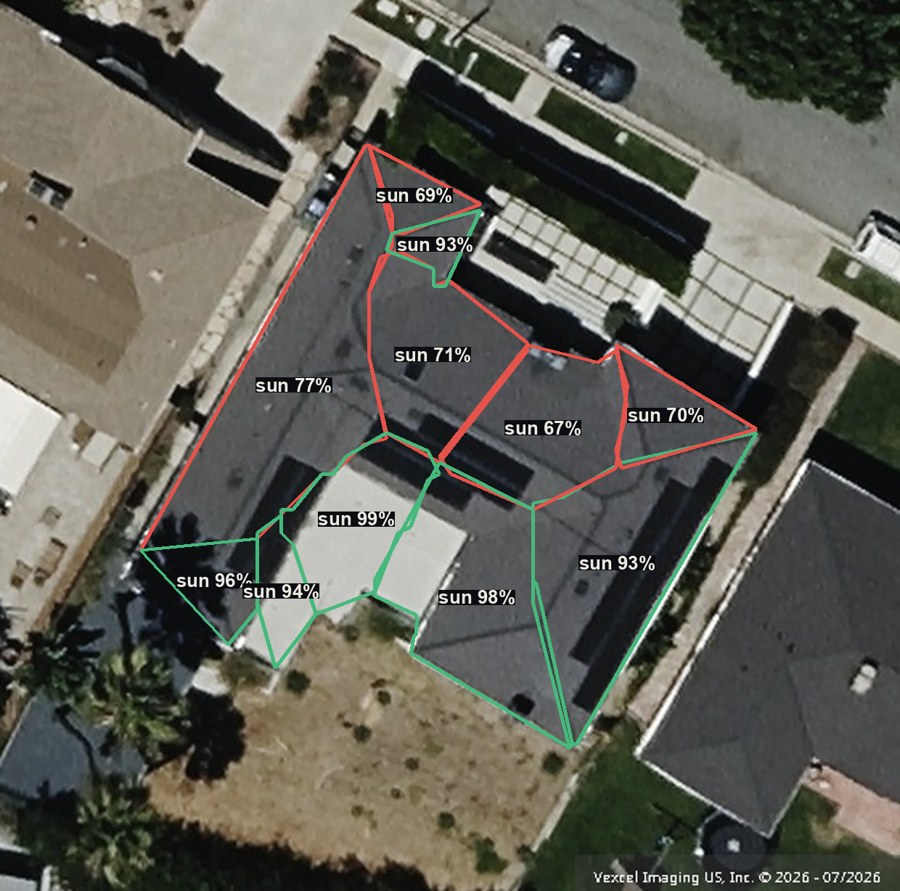 sun 69%
sun 93%
sun 71%
sun 77%
sun 70%
sun 67%
sun 99%
sun 93%
sun 96%
sun 94%
sun 98%
Vexcel Imaging US, Inc. © 2026 - 07/2026